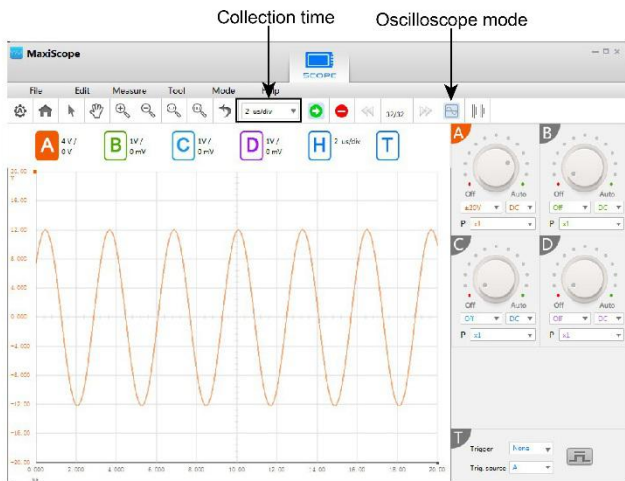 Collection time
Oscilloscope mode
MaxiScope
SCOPE
File Edit Measure Tool Mode Help
2 us/div
32/32
A 4 V/ 0 V
B 1V/ 0 mV
C 1V/ 0 mV
D 1V/ 0 mV
H 2 us/div
T
20.00
16.00
12.00
8.000
4.000
0.000
-4.000
-8.000
-12.00
-16.00
-20.00
0.000 2.000 4.000 6.000 8.000 10.00 12.00 14.00 16.00 18.00 20.00
A
Off Auto
±20V DC
P x1
B
Off Auto
Off DC
P x1
C
Off Auto
Off DC
P x1
D
Off Auto
Off DC
P x1
T
Trigger None
Trig. source A